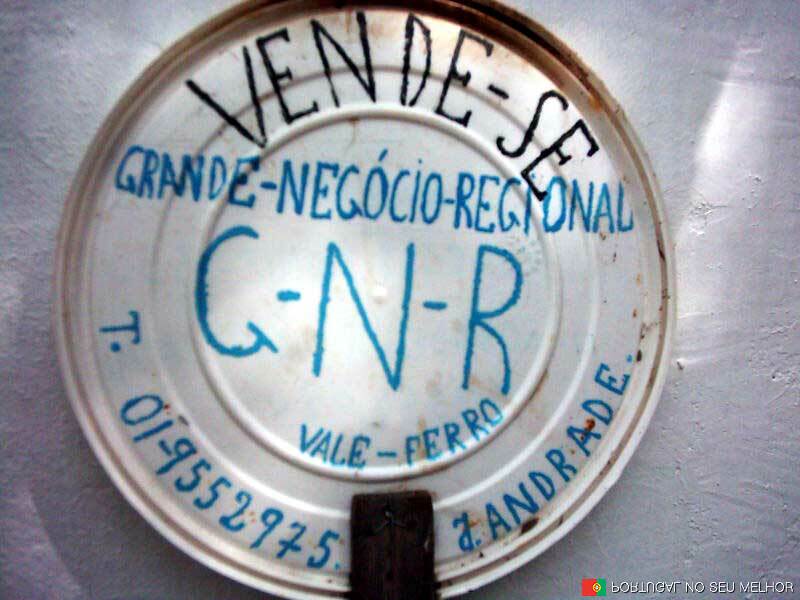 VENDE-SE
GRANDE-NEGÓCIO-REGIONAL
G-N-R
VALE-FERRO
T. 01-9552975.
J. ANDRADE.
PORTUGAL NO SEU MELHOR